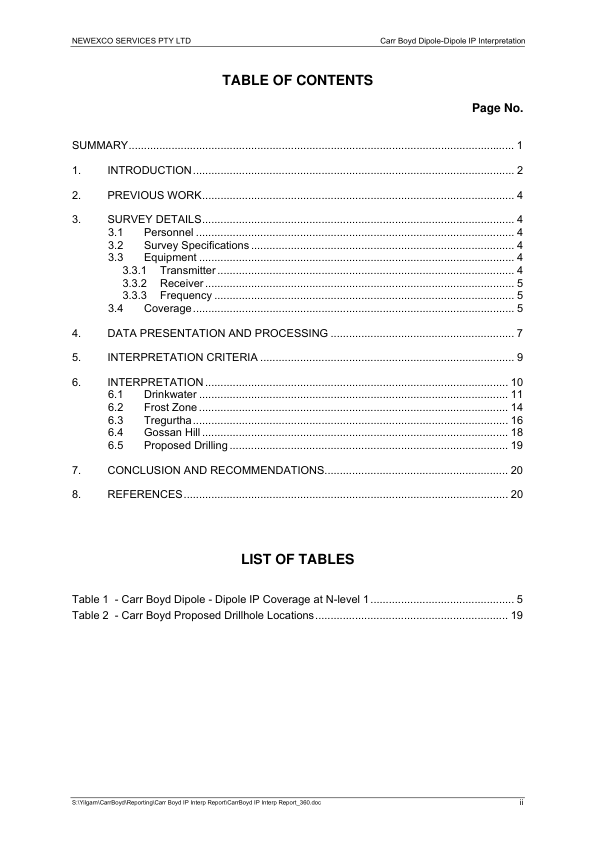 NEWEXCO SERVICES PTY LTD Carr Boyd Dipole-Dipole IP Interpretation
TABLE OF CONTENTS
Page No.
SUMMARY........................................................................................................................ 1
1. INTRODUCTION...................................................................................................... 2
2. PREVIOUS WORK................................................................................................... 4
3. SURVEY DETAILS................................................................................................... 4
3.1 Personnel ........................................................................................................ 4
3.2 Survey Specifications ...................................................................................... 4
3.3 Equipment ....................................................................................................... 4
3.3.1 Transmitter ................................................................................................. 4
3.3.2 Receiver ..................................................................................................... 5
3.3.3 Frequency .................................................................................................. 5
3.4 Coverage ......................................................................................................... 5
4. DATA PRESENTATION AND PROCESSING .......................................................... 7
5. INTERPRETATION CRITERIA ................................................................................. 9
6. INTERPRETATION................................................................................................. 10
6.1 Drinkwater ..................................................................................................... 11
6.2 Frost Zone ..................................................................................................... 14
6.3 Tregurtha ....................................................................................................... 16
6.4 Gossan Hill .................................................................................................... 18
6.5 Proposed Drilling ........................................................................................... 19
7. CONCLUSION AND RECOMMENDATIONS.......................................................... 20
8. REFERENCES........................................................................................................ 20
LIST OF TABLES
Table 1 - Carr Boyd Dipole - Dipole IP Coverage at N-level 1............................................... 5
Table 2 - Carr Boyd Proposed Drillhole Locations............................................................... 19
S:\Yilgarn\CarrBoyd\Reporting\Carr Boyd IP Interp Report\CarrBoyd IP Interp Report_360.doc ii